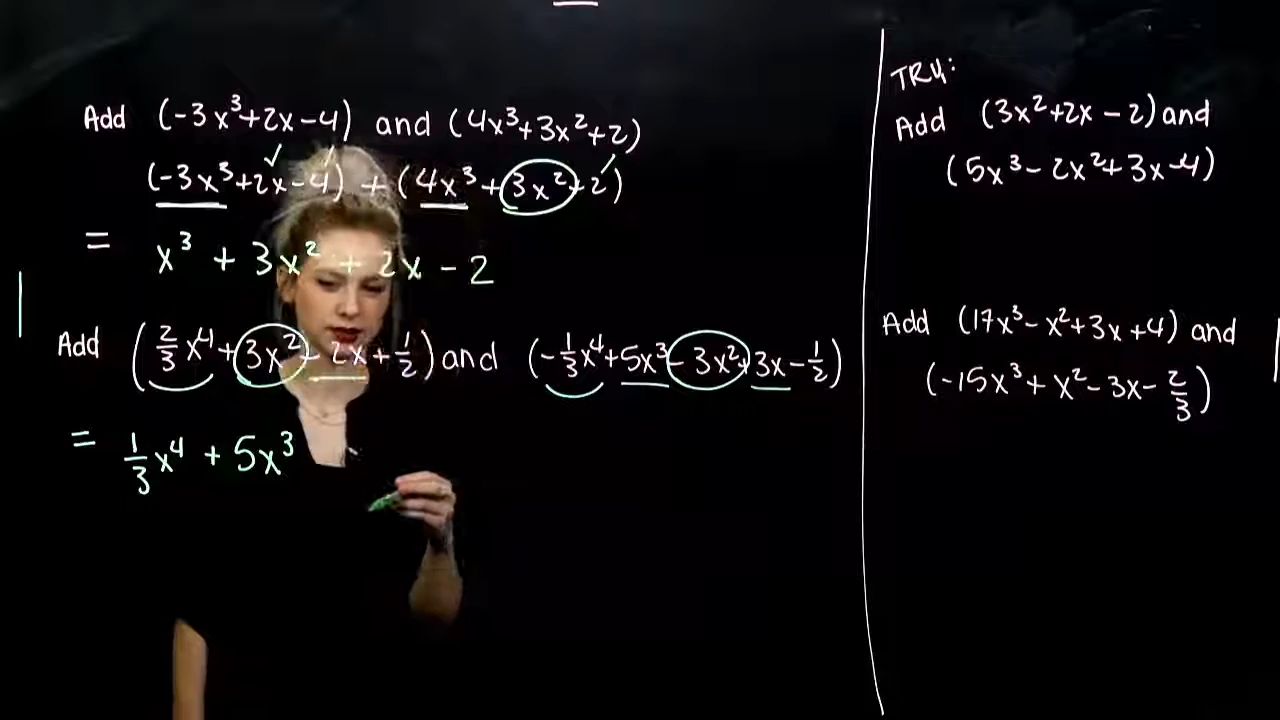 Add (-3x³+2x-4) and (4x³+3x²+2)
(-3x³+2x-4) + (4x³+3x²+2)
= x³ + 3x² + 2x - 2
Add (2/3x⁴+3x²-2x+1/2) and (-1/3x⁴+5x³-3x²+3x-1/2)
= 1/3x⁴ + 5x³
TRY:
Add (3x²+2x-2) and
(5x³-2x²+3x-4)
Add (17x³-x²+3x+4) and
(-15x³+x²-3x-2/3)